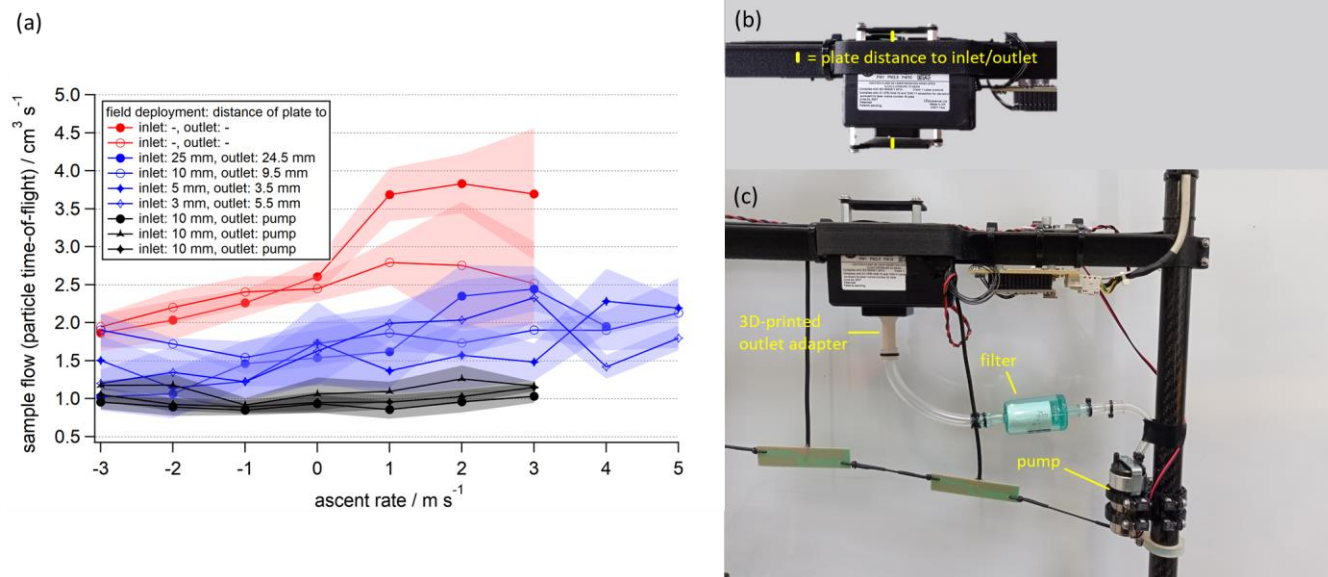 (a)
sample flow (particle time-of-flight) / cm³ s⁻¹
5.0
4.5
4.0
3.5
3.0
2.5
2.0
1.5
1.0
0.5
field deployment: distance of plate to
inlet: -, outlet: -
inlet: -, outlet: -
inlet: 25 mm, outlet: 24.5 mm
inlet: 10 mm, outlet: 9.5 mm
inlet: 5 mm, outlet: 3.5 mm
inlet: 3 mm, outlet: 5.5 mm
inlet: 10 mm, outlet: pump
inlet: 10 mm, outlet: pump
inlet: 10 mm, outlet: pump
-3 -2 -1 0 1 2 3 4 5
ascent rate / m s⁻¹
(b)
= plate distance to inlet/outlet
(c)
3D-printed
outlet adapter
filter
pump